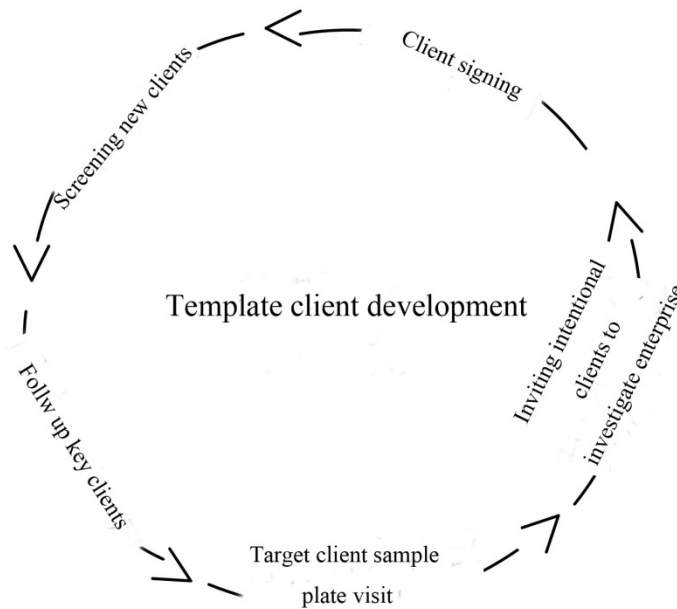 Client signing
Screening new clients
Template client development
Inviting intentional
clients to
investigate enterprise
Follw up key clients
Target client sample
plate visit